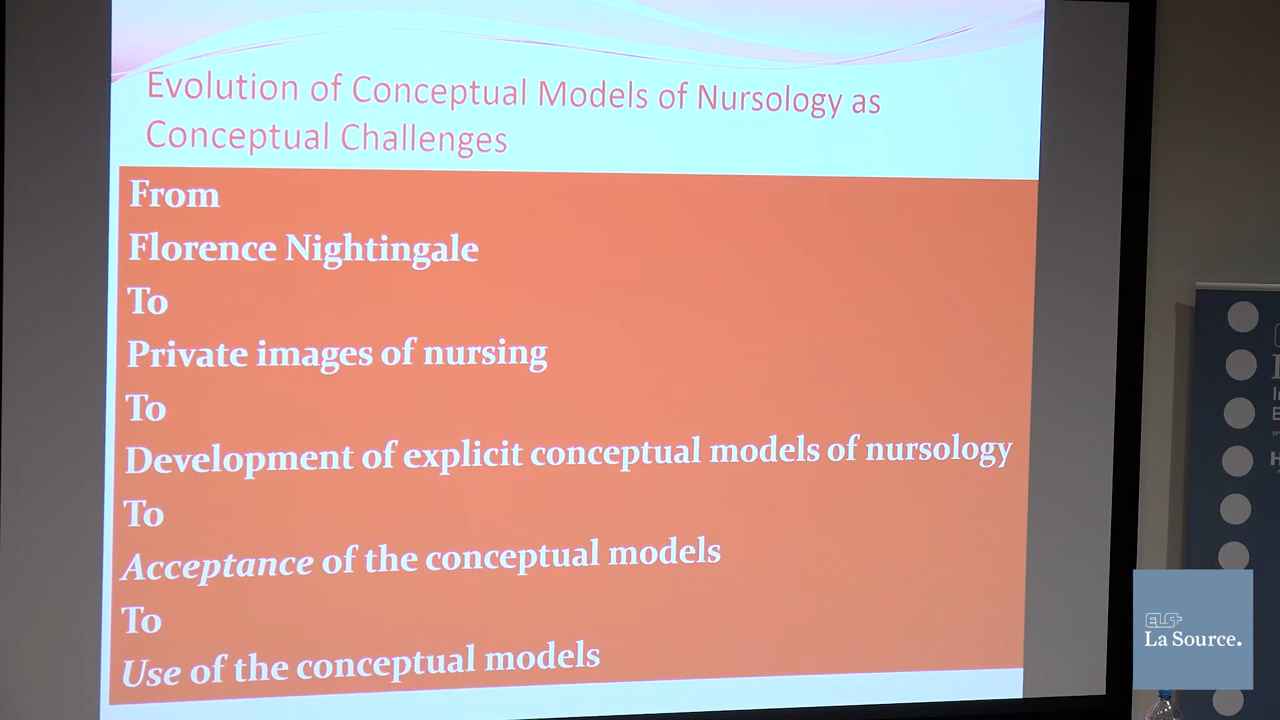 Evolution of Conceptual Models of Nursology as
Conceptual Challenges
From
Florence Nightingale
To
Private images of nursing
To
Development of explicit conceptual models of nursology
To
Acceptance of the conceptual models
To
Use of the conceptual models
La Source.